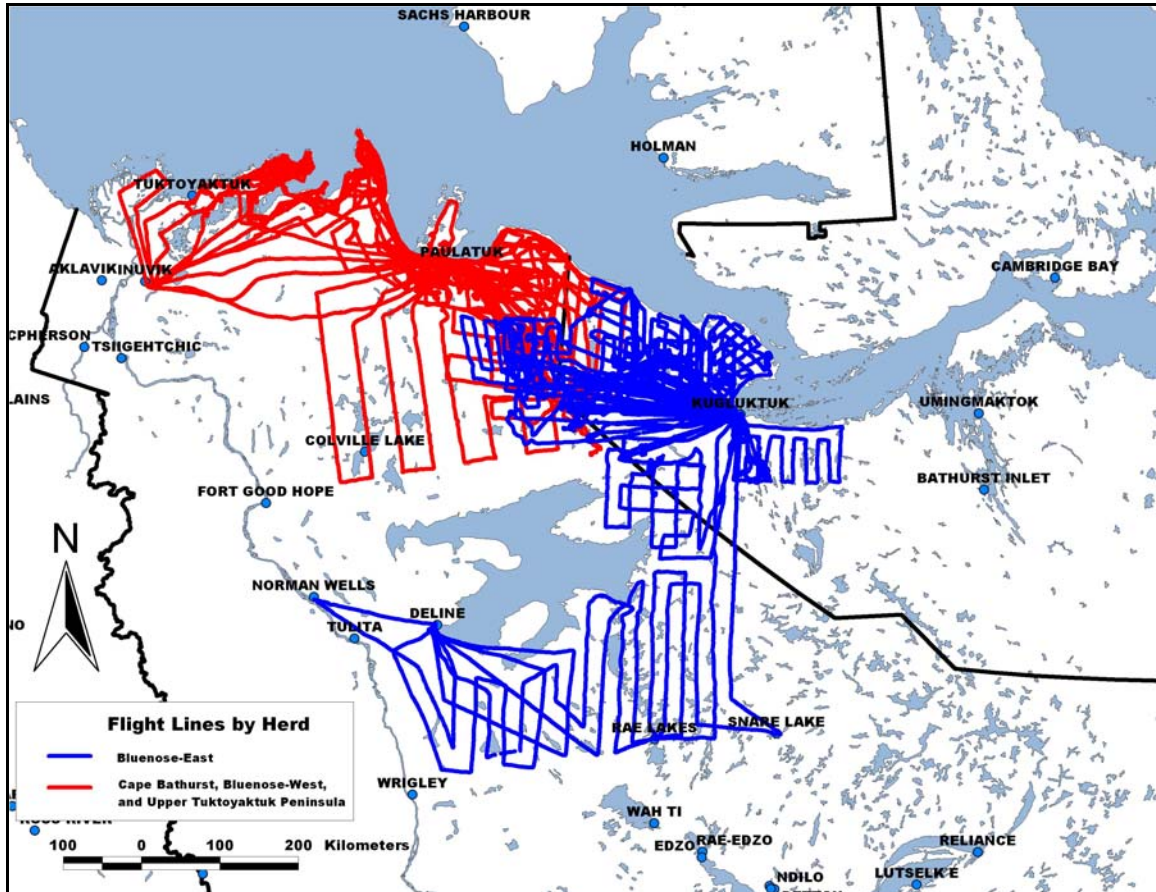 SACHS HARBOUR
HOLMAN
TUKTOYAKTUK
PAULATUK
AKLAVIK
INUVIK
CAMBRIDGE BAY
CPHERSON
TSIIGEHTCHIC
LAINS
KUGLUKTUK
UMINGMAKTOK
COLVILLE LAKE
BATHURST INLET
FORT GOOD HOPE
N
NORMAN WELLS
DELINE
NO
TULITA
Flight Lines by Herd
Bluenose-East
Cape Bathurst, Bluenose-West,
and Upper Tuktoyaktuk Peninsula
RAE LAKES
SNARE LAKE
WRIGLEY
WAH TI
RAE-EDZO
EDZO
RELIANCE
NDILO
LUTSELK'E
100 0 100 200 Kilometers